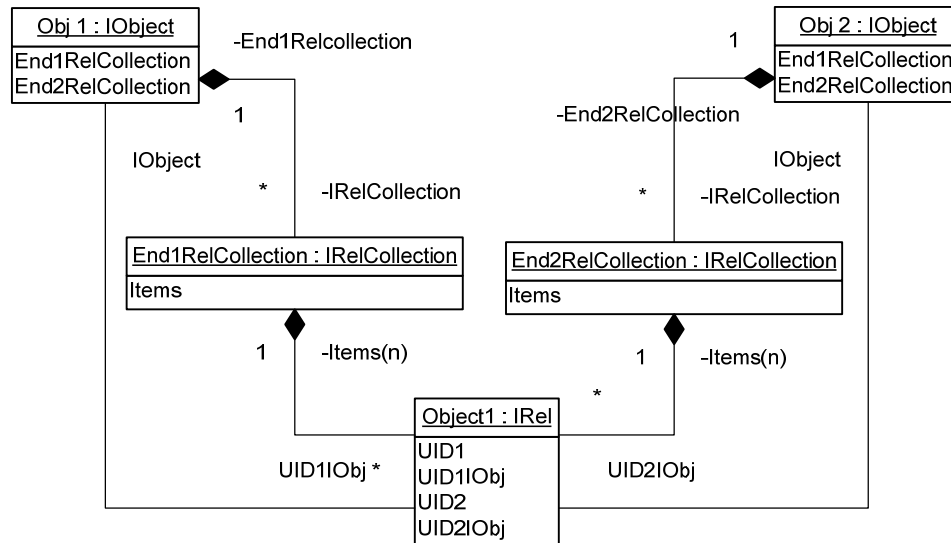 Obj 1 : IObject
End1RelCollection
End2RelCollection
-End1Relcollection
1
IObject
*
-IRelCollection
Obj 2 : IObject
End1RelCollection
End2RelCollection
1
-End2RelCollection
IObject
*
-IRelCollection
End1RelCollection : IRelCollection
Items
End2RelCollection : IRelCollection
Items
1
-Items(n)
1
-Items(n)
*
Object1 : IRel
UID1
UID1IObj
UID2
UID2IObj
UID1IObj *
UID2IObj